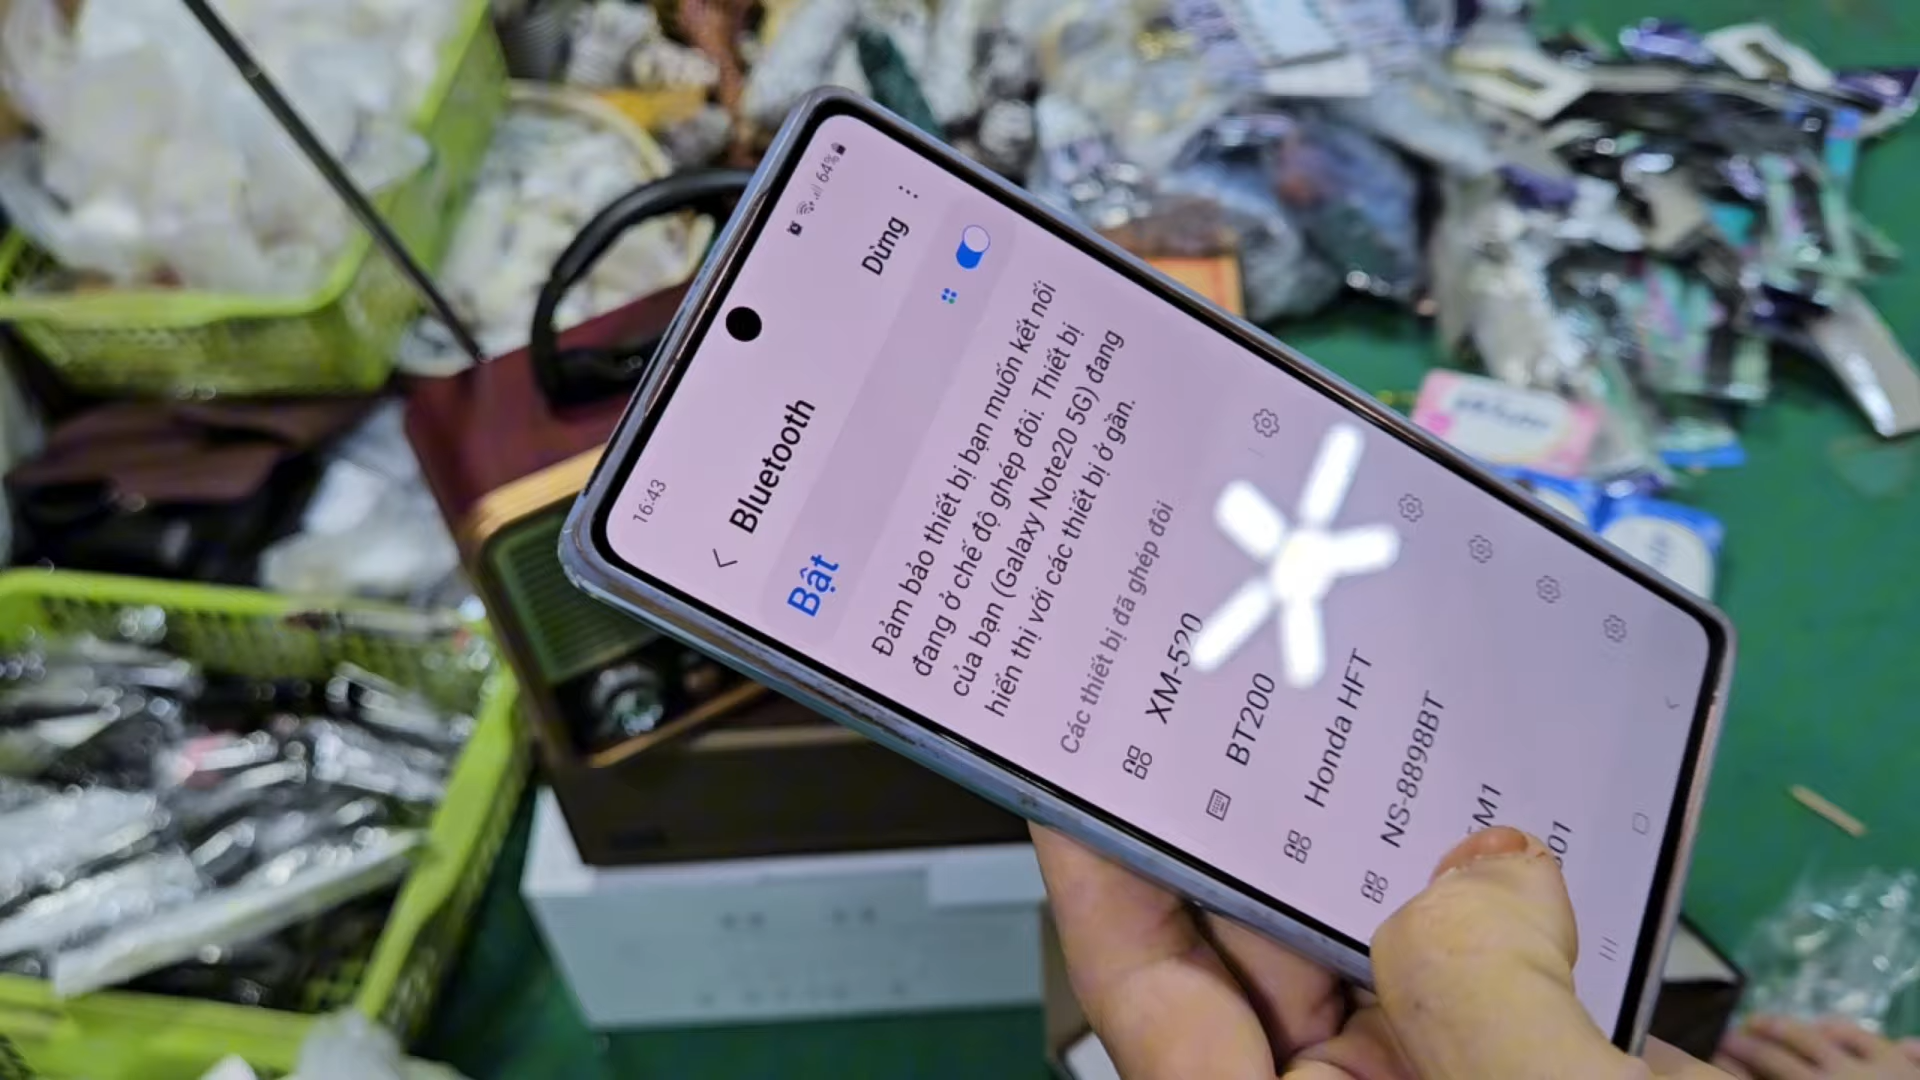 16:43
64%
Bluetooth
Dừng
Bật
Đảm bảo thiết bị bạn muốn kết nối
đang ở chế độ ghép đôi. Thiết bị
của bạn (Galaxy Note20 5G) đang
hiển thị với các thiết bị ở gần.
Các thiết bị đã ghép đôi
XM-520
BT200
Honda HFT
NS-8898BT